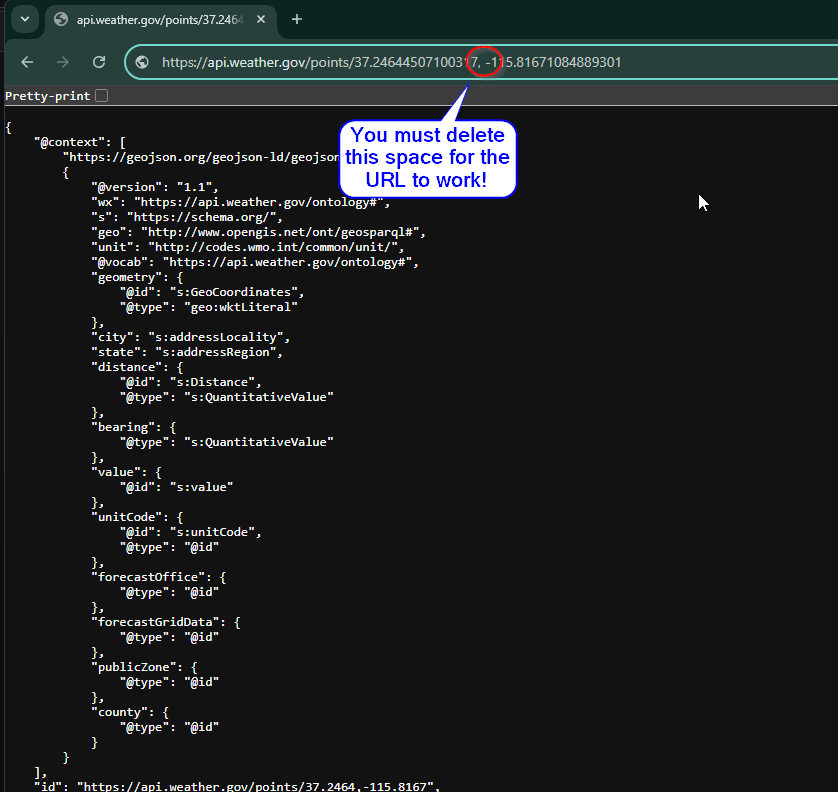 api.weather.gov/points/37.2464
https://api.weather.gov/points/37.24644507100317, -115.81671084889301
Pretty-print
You must delete
this space for the
URL to work!
{
    "@context": [
        "https://geojson.org/geojson-ld/geojson
        {
            "@version": "1.1",
            "wx": "https://api.weather.gov/ontology#",
            "s": "https://schema.org/",
            "geo": "http://www.opengis.net/ont/geosparql#",
            "unit": "http://codes.wmo.int/common/unit/",
            "@vocab": "https://api.weather.gov/ontology#",
            "geometry": {
                "@id": "s:GeoCoordinates",
                "@type": "geo:wktLiteral"
            },
            "city": "s:addressLocality",
            "state": "s:addressRegion",
            "distance": {
                "@id": "s:Distance",
                "@type": "s:QuantitativeValue"
            },
            "bearing": {
                "@type": "s:QuantitativeValue"
            },
            "value": {
                "@id": "s:value"
            },
            "unitCode": {
                "@id": "s:unitCode",
                "@type": "@id"
            },
            "forecastOffice": {
                "@type": "@id"
            },
            "forecastGridData": {
                "@type": "@id"
            },
            "publicZone": {
                "@type": "@id"
            },
            "county": {
                "@type": "@id"
            }
        }
    ],
    "id": "https://api.weather.gov/points/37.2464,-115.8167",